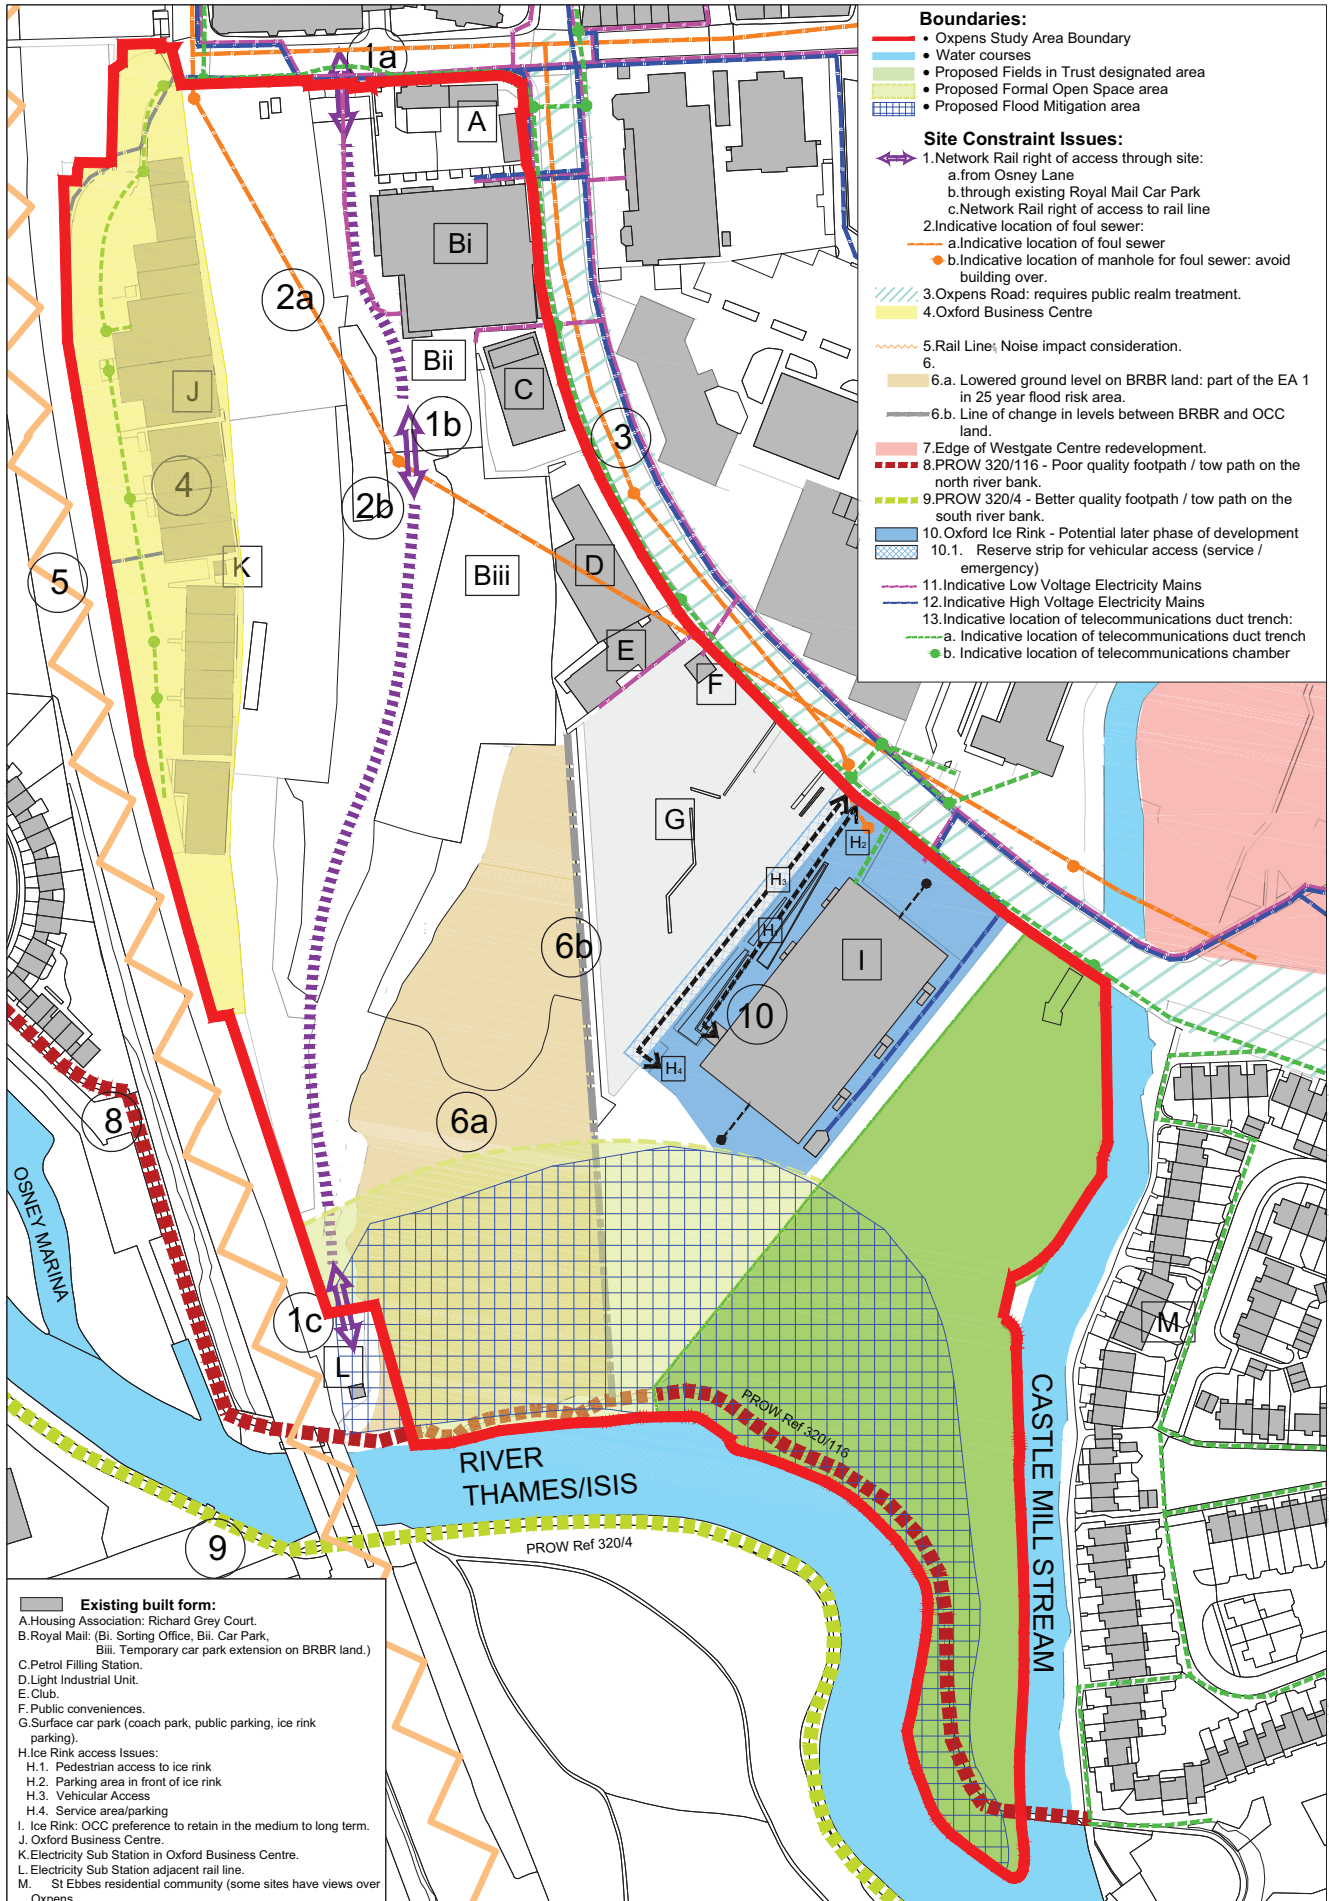 Boundaries:
• Oxpens Study Area Boundary
• Water courses
• Proposed Fields in Trust designated area
• Proposed Formal Open Space area
• Proposed Flood Mitigation area
Site Constraint Issues:
1.Network Rail right of access through site:
a.from Osney Lane
b.through existing Royal Mail Car Park
c.Network Rail right of access to rail line
2.Indicative location of foul sewer:
a.Indicative location of foul sewer
b.Indicative location of manhole for foul sewer: avoid
building over.
3.Oxpens Road: requires public realm treatment.
4.Oxford Business Centre
5.Rail Line: Noise impact consideration.
6.
6.a. Lowered ground level on BRBR land: part of the EA 1
in 25 year flood risk area.
6.b. Line of change in levels between BRBR and OCC
land.
7.Edge of Westgate Centre redevelopment.
8.PROW 320/116 - Poor quality footpath / tow path on the
north river bank.
9.PROW 320/4 - Better quality footpath / tow path on the
south river bank.
10.Oxford Ice Rink - Potential later phase of development
10.1. Reserve strip for vehicular access (service /
emergency)
11.Indicative Low Voltage Electricity Mains
12.Indicative High Voltage Electricity Mains
13.Indicative location of telecommunications duct trench:
a. Indicative location of telecommunications duct trench
b. Indicative location of telecommunications chamber
1a
A
Bi
2a
Bii
C
J
1b
3
4
2b
D
Biii
K
5
E
F
G
H2
H3
H1
I
6b
10
H4
6a
8
OSNEY MARINA
1c
M
L
PROW Ref 320/116
CASTLE MILL STREAM
RIVER
THAMES/ISIS
9
PROW Ref 320/4
Existing built form:
A.Housing Association: Richard Grey Court.
B.Royal Mail: (Bi. Sorting Office, Bii. Car Park,
Biii. Temporary car park extension on BRBR land.)
C.Petrol Filling Station.
D.Light Industrial Unit.
E.Club.
F.Public conveniences.
G.Surface car park (coach park, public parking, ice rink
parking).
H.Ice Rink access Issues:
H.1. Pedestrian access to ice rink
H.2. Parking area in front of ice rink
H.3. Vehicular Access
H.4. Service area/parking
I. Ice Rink: OCC preference to retain in the medium to long term.
J. Oxford Business Centre.
K.Electricity Sub Station in Oxford Business Centre.
L.Electricity Sub Station adjacent rail line.
M. St Ebbes residential community (some sites have views over
Oxpens